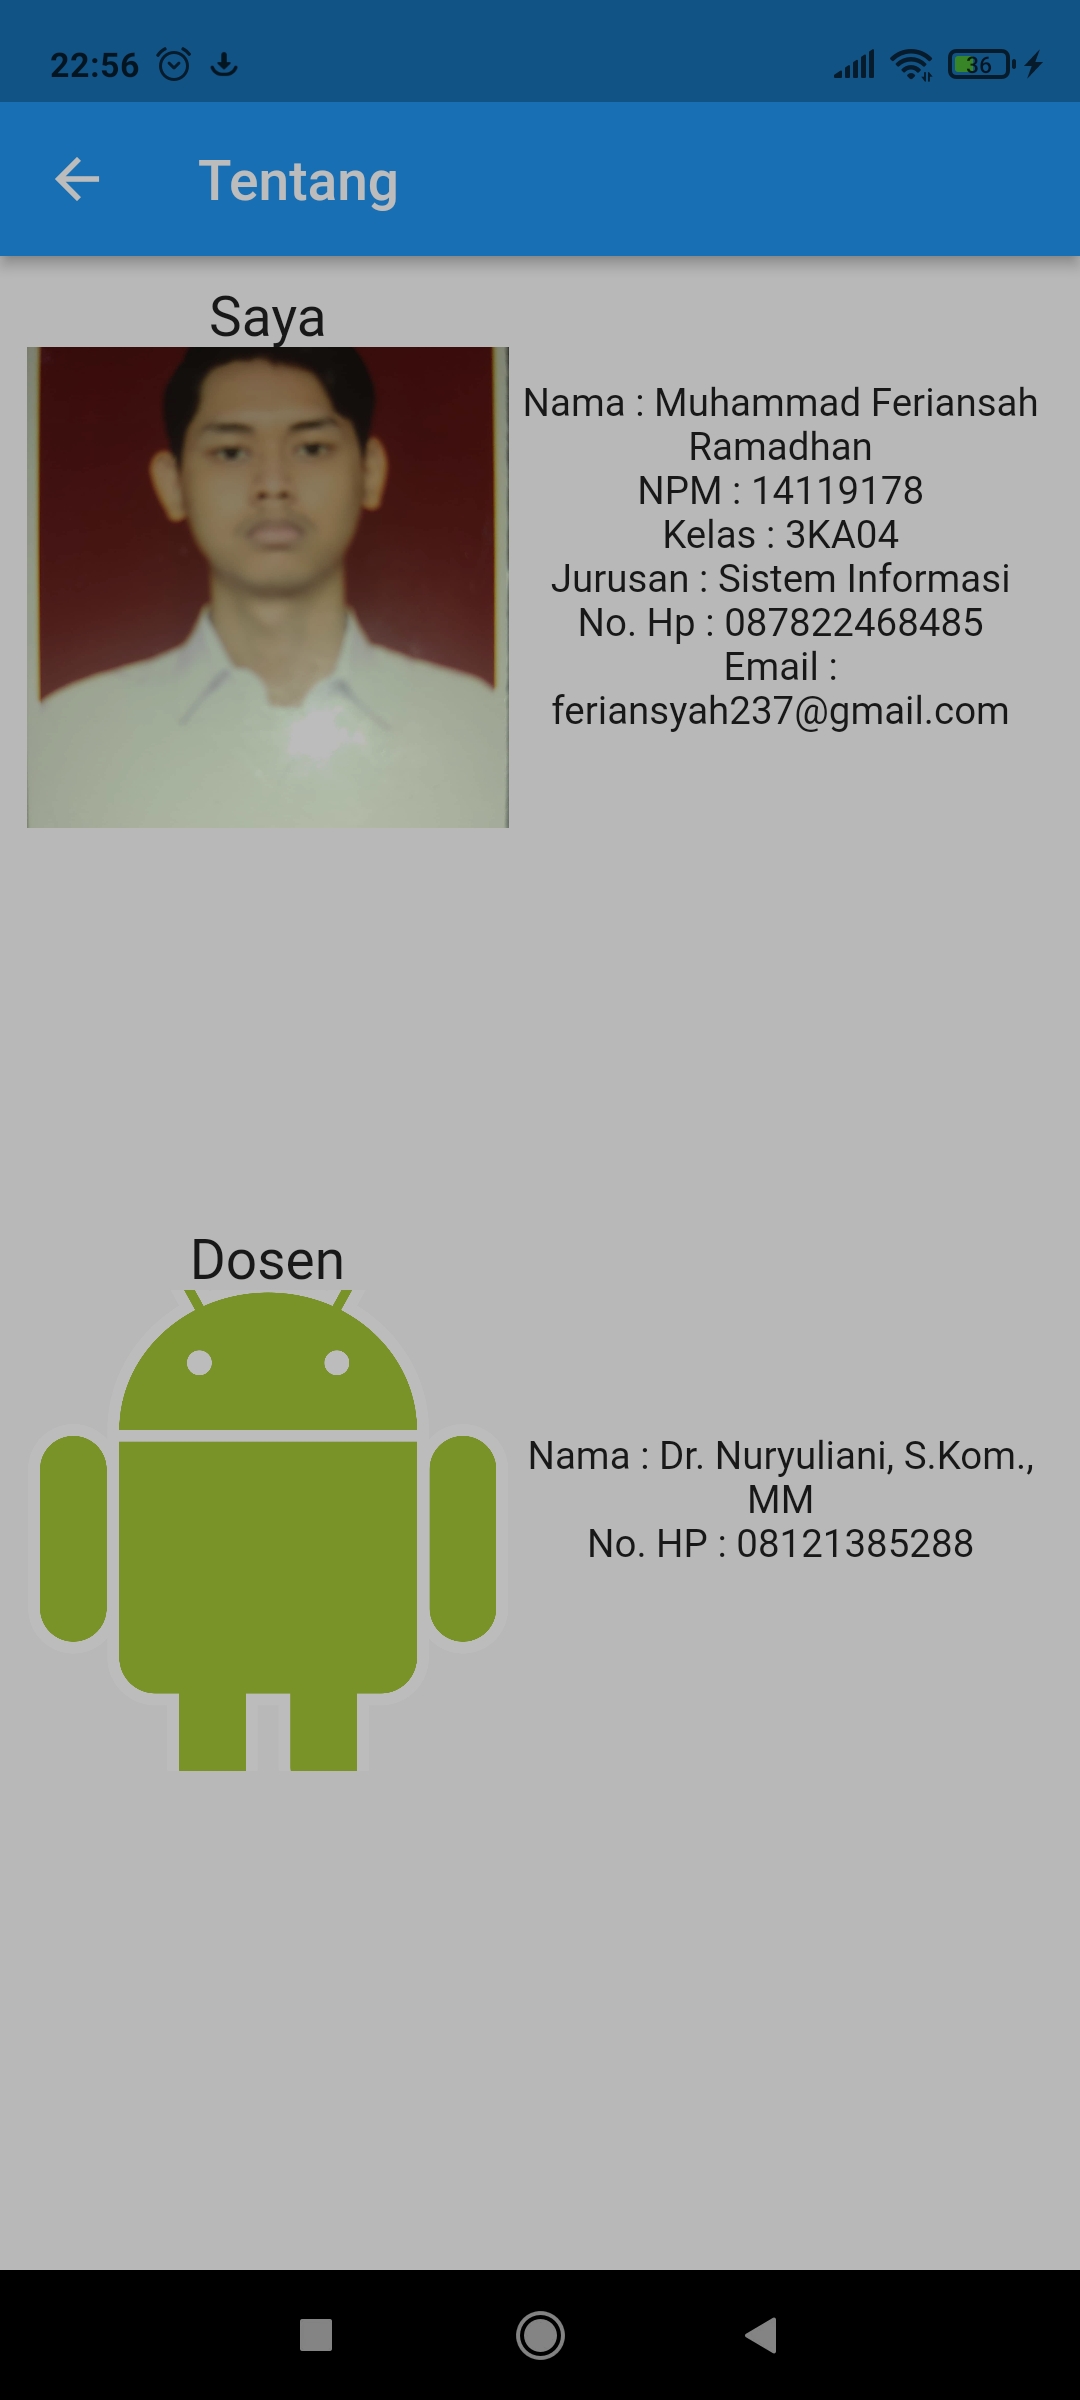 22:56
36
Tentang
Saya
Nama : Muhammad Feriansah
Ramadhan
NPM : 14119178
Kelas : 3KA04
Jurusan : Sistem Informasi
No. Hp : 087822468485
Email :
feriansyah237@gmail.com
Dosen
Nama : Dr. Nuryuliani, S.Kom.,
MM
No. HP : 08121385288